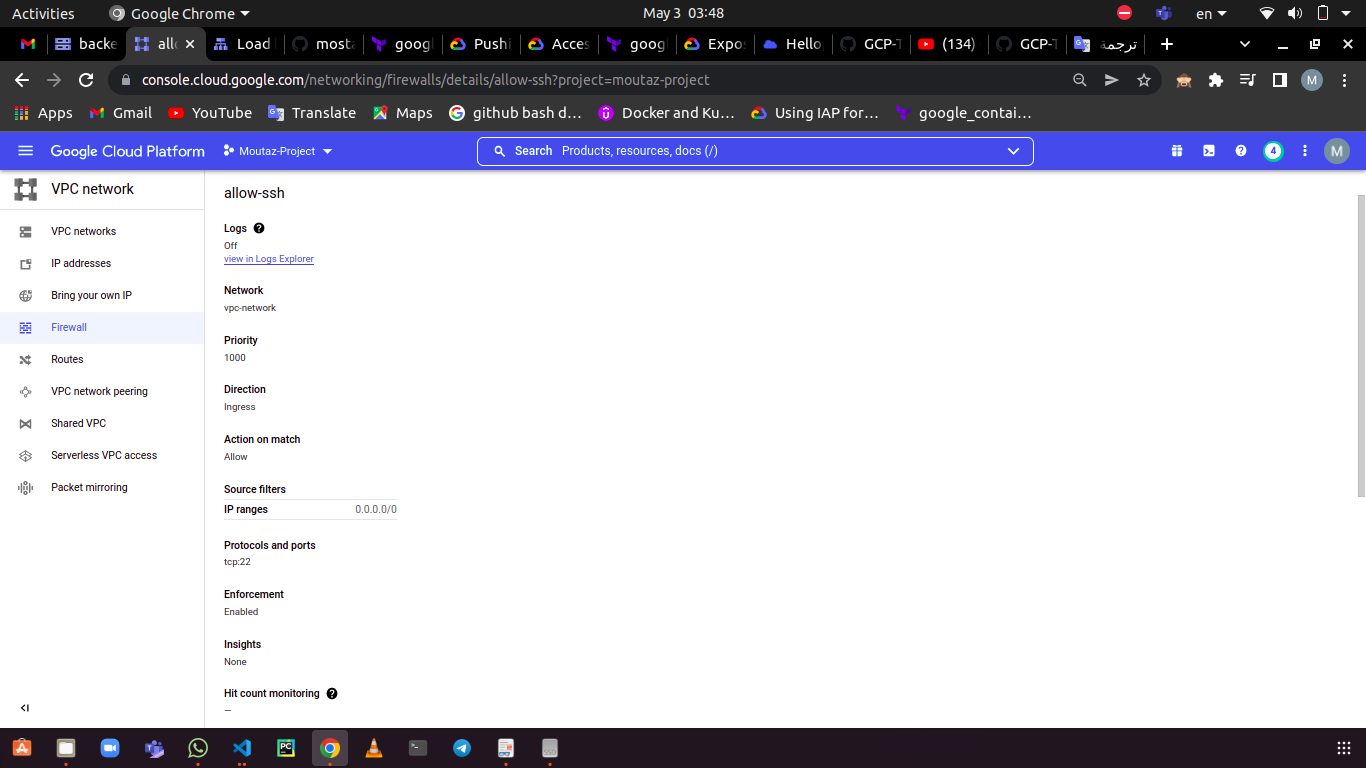 Activities
Google Chrome
May 3 03:48
en
backe
allo
Load
mosta
googl
Pushi
Acces
goog
Expos
Hello,
GCP-T
(134)
GCP-T
ترجمة
console.cloud.google.com/networking/firewalls/details/allow-ssh?project=moutaz-project
M
Apps
Gmail
YouTube
Translate
Maps
github bash d…
Docker and Ku…
Using IAP for…
google_contai…
Google Cloud Platform
Moutaz-Project
Search Products, resources, docs (/)
4
M
VPC network
VPC networks
IP addresses
Bring your own IP
Firewall
Routes
VPC network peering
Shared VPC
Serverless VPC access
Packet mirroring
allow-ssh
Logs
Off
view in Logs Explorer
Network
vpc-network
Priority
1000
Direction
Ingress
Action on match
Allow
Source filters
IP ranges 0.0.0.0/0
Protocols and ports
tcp:22
Enforcement
Enabled
Insights
None
Hit count monitoring
—